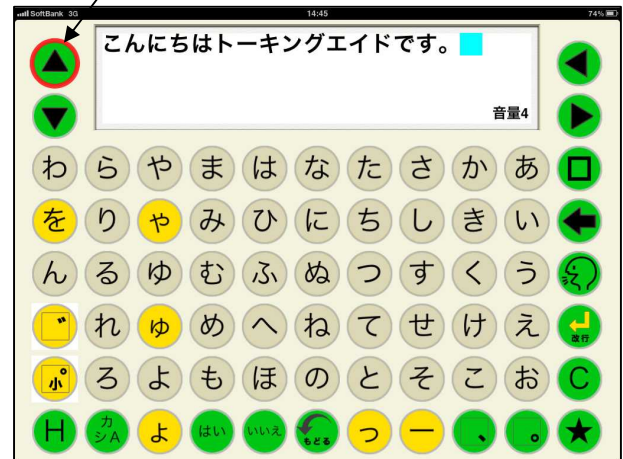 SoftBank 3G 14:45 74%
こんにちはトーキングエイドです。
音量4
わ ら や ま は な た さ か あ
を り ゃ み ひ に ち し き い
ん る ゆ む ふ ぬ つ す く う
゛ れ ゅ め へ ね て せ け え 改行
小゜ ろ よ も ほ の と そ こ お C
H カシA ょ はい いいえ もどる っ ー 、 。 ★